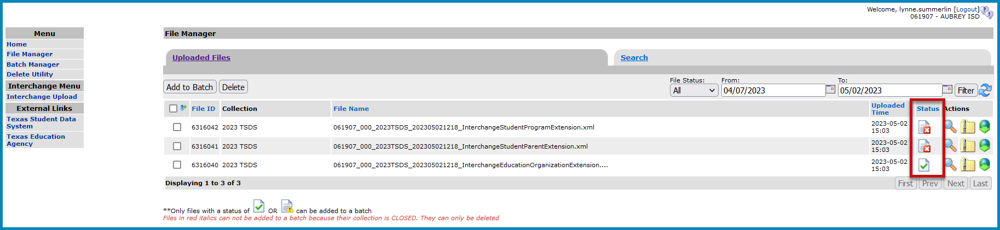 Welcome, lynne.summerlin [Logout]
061907 - AUBREY ISD
Menu
Home
File Manager
Batch Manager
Delete Utility
Interchange Menu
Interchange Upload
External Links
Texas Student Data
System
Texas Education
Agency
File Manager
Uploaded Files
Search
Add to Batch Delete
File Status: From: To:
All 04/07/2023 05/02/2023 Filter
File ID Collection File Name Uploaded Time Status Actions
6316042 2023 TSDS 061907_000_2023TSDS_202305021218_InterchangeStudentProgramExtension.xml 2023-05-02 15:03
6316041 2023 TSDS 061907_000_2023TSDS_202305021218_InterchangeStudentParentExtension.xml 2023-05-02 15:03
6316040 2023 TSDS 061907_000_2023TSDS_202305021218_InterchangeEducationOrganizationExtension.... 2023-05-02 15:03
Displaying 1 to 3 of 3 First Prev Next Last
**Only files with a status of OR can be added to a batch
Files in red italics can not be added to a batch because their collection is CLOSED. They can only be deleted